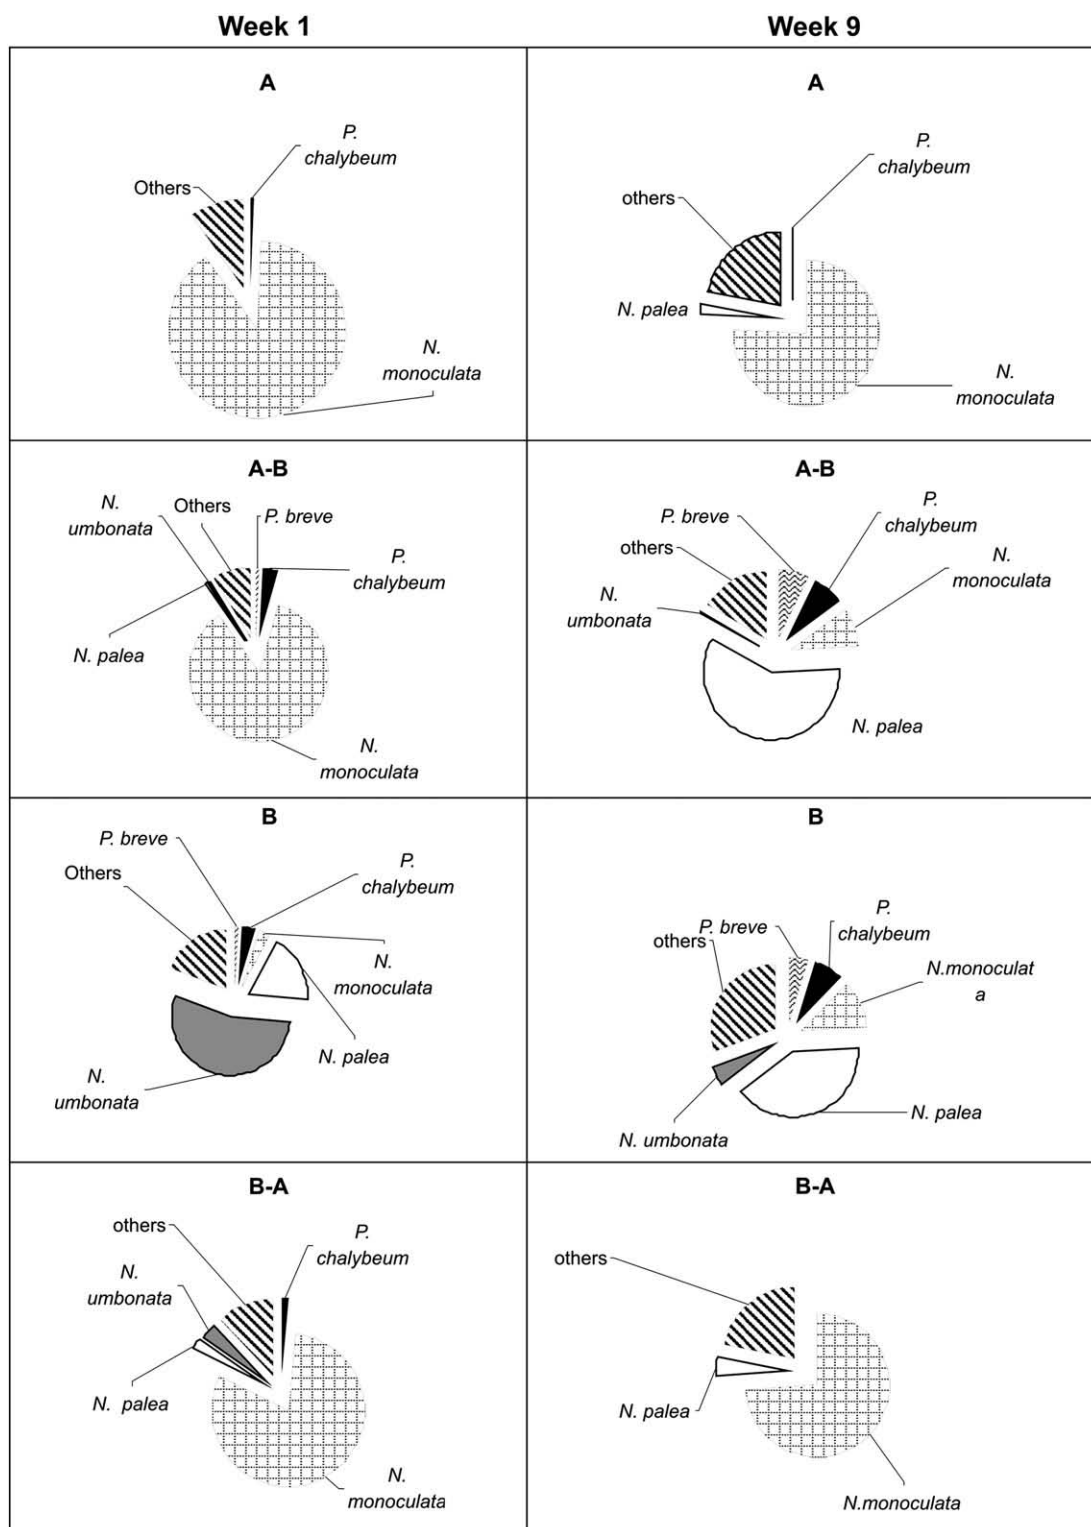 Week 1
Week 9
A
P.
chalybeum
Others
N.
monoculata
A
P.
chalybeum
others
N. palea
N.
monoculata
A-B
N.
umbonata
Others
P. breve
P.
chalybeum
N. palea
N.
monoculata
A-B
P. breve
P.
chalybeum
others
N.
monoculata
N.
umbonata
N. palea
B
P. breve
P.
chalybeum
Others
N.
monoculata
N. palea
N.
umbonata
B
P. breve
P.
chalybeum
others
N.monoculat
a
N. palea
N. umbonata
B-A
others
P.
chalybeum
N.
umbonata
N. palea
N.
monoculata
B-A
others
N. palea
N.monoculata